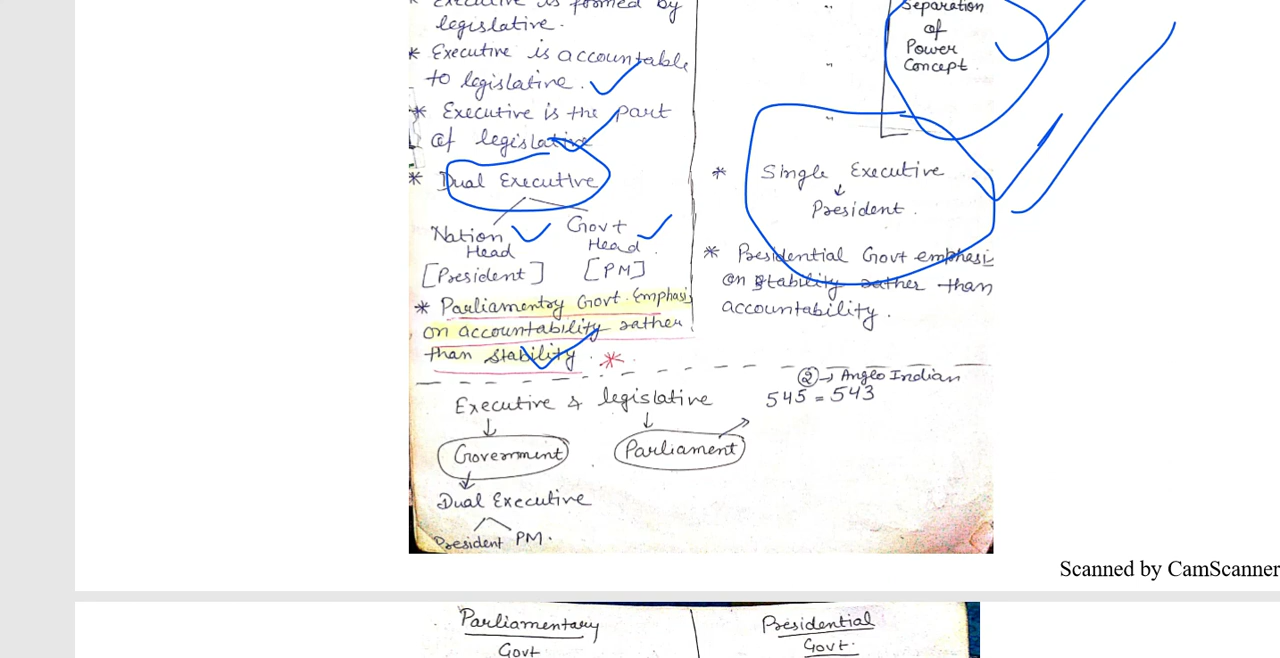 * Executive is formed by
legislative.
* Executive is accountable
to legislative.
* Executive is the part
of legislative
* Dual Executive
Nation Head
[President]
Govt Head
[PM]
* Parliamentry Govt. Emphasis
on accountability rather
than stability.
Separation
of
Power
Concept.
* Single Executive
President.
* Presidential Govt emphasi
on stability rather than
accountability.
② → Anglo Indian
545 = 543
Executive & legislative
Government
Parliament
Dual Executive
President PM.
Scanned by CamScanner
Parliamentary
Govt
Presidential
Govt.